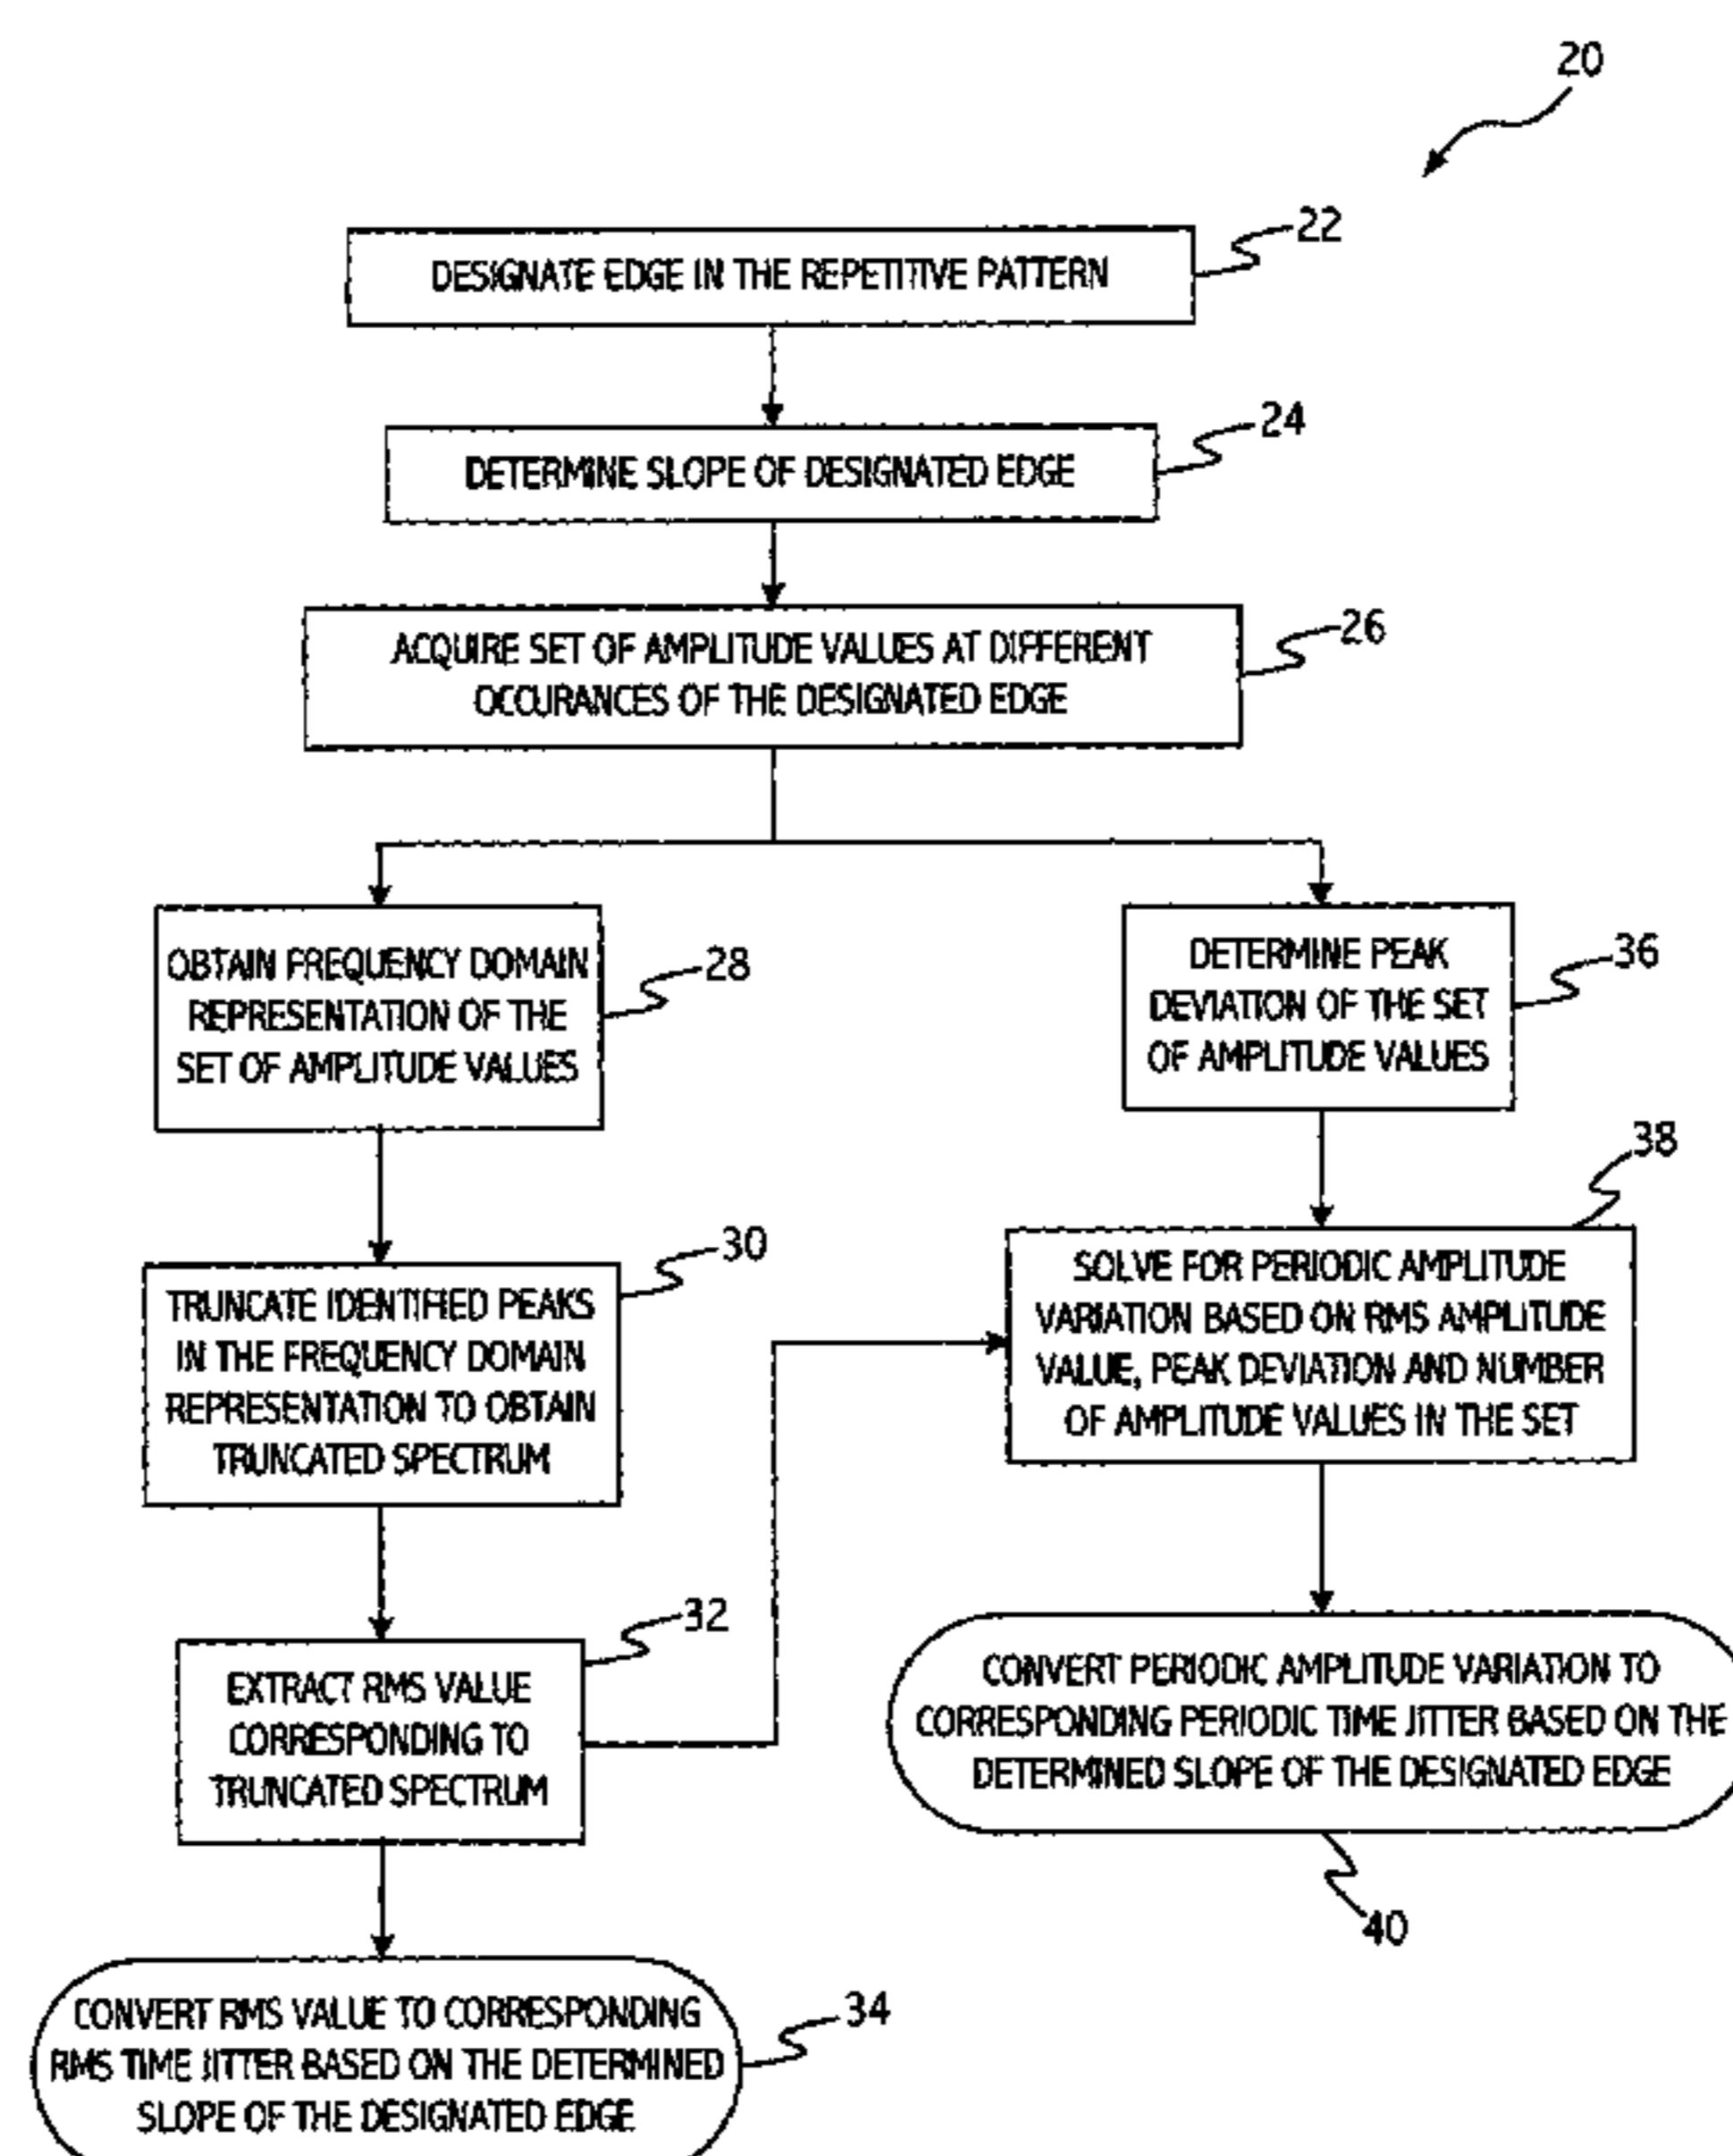 20
22
DESIGNATE EDGE IN THE REPETITIVE PATTERN
24
DETERMINE SLOPE OF DESIGNATED EDGE
26
ACQUIRE SET OF AMPLITUDE VALUES AT DIFFERENT
OCCURANCES OF THE DESIGNATED EDGE
28
OBTAIN FREQUENCY DOMAIN
REPRESENTATION OF THE
SET OF AMPLITUDE VALUES
30
TRUNCATE IDENTIFIED PEAKS
IN THE FREQUENCY DOMAIN
REPRESENTATION TO OBTAIN
TRUNCATED SPECTRUM
32
EXTRACT RMS VALUE
CORRESPONDING TO
TRUNCATED SPECTRUM
34
CONVERT RMS VALUE TO CORRESPONDING
RMS TIME JITTER BASED ON THE DETERMINED
SLOPE OF THE DESIGNATED EDGE
36
DETERMINE PEAK
DEVIATION OF THE SET
OF AMPLITUDE VALUES
38
SOLVE FOR PERIODIC AMPLITUDE
VARIATION BASED ON RMS AMPLITUDE
VALUE, PEAK DEVIATION AND NUMBER
OF AMPLITUDE VALUES IN THE SET
CONVERT PERIODIC AMPLITUDE VARIATION TO
CORRESPONDING PERIODIC TIME JITTER BASED ON THE
DETERMINED SLOPE OF THE DESIGNATED EDGE
40